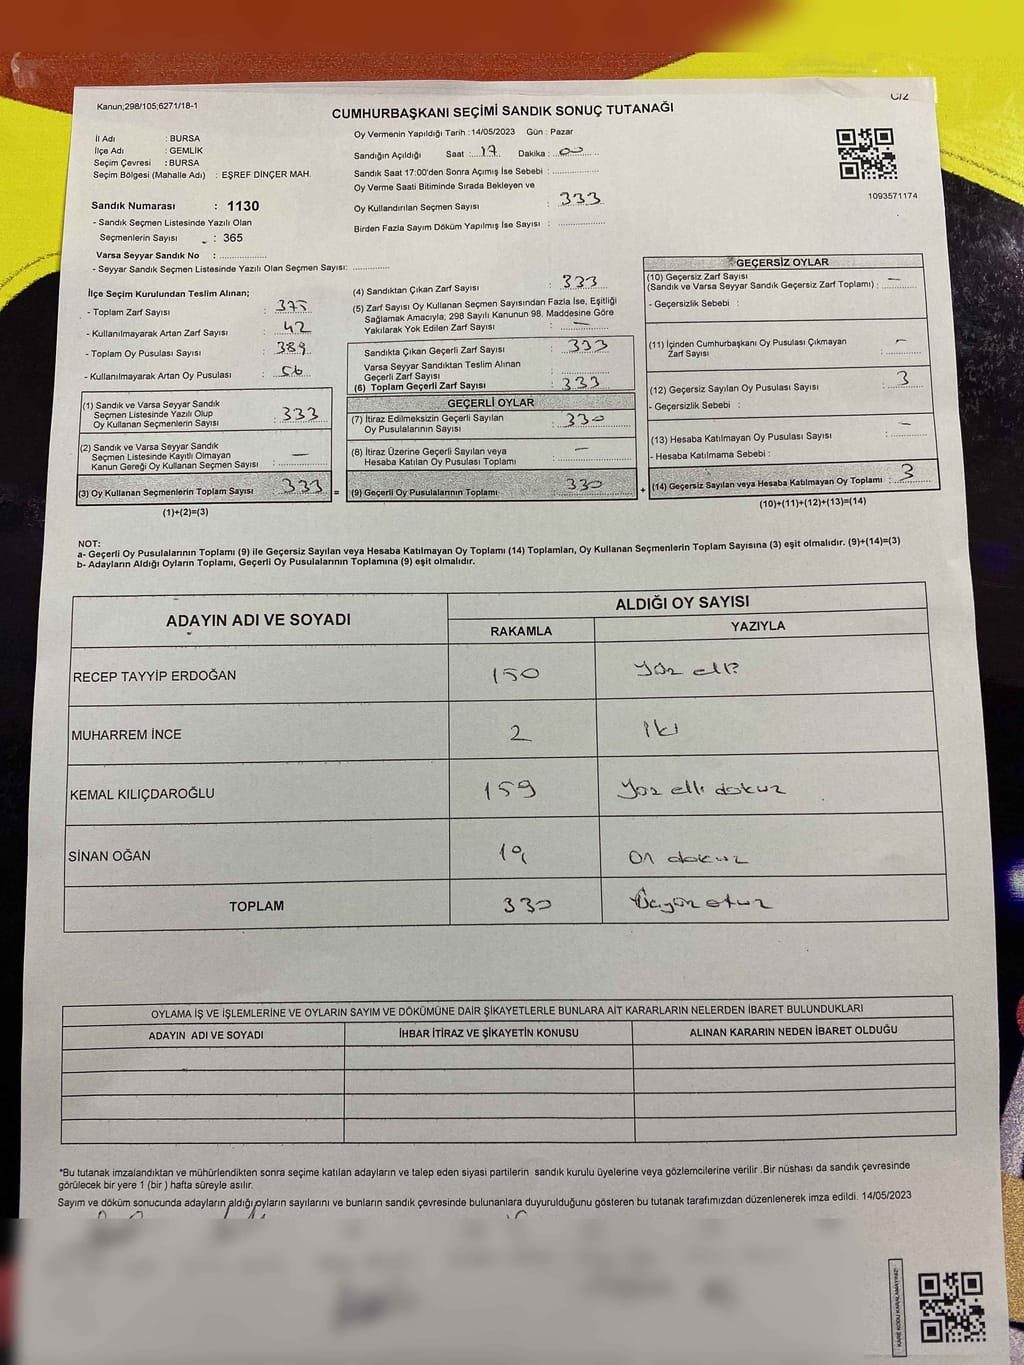 Kanun;298/105;6271/18-1
CUMHURBAŞKANI SEÇİMİ SANDIK SONUÇ TUTANAĞI
İl Adı : BURSA
İlçe Adı : GEMLİK
Seçim Çevresi : BURSA
Seçim Bölgesi (Mahalle Adı) : EŞREF DİNÇER MAH.
Sandık Numarası : 1130
- Sandık Seçmen Listesinde Yazılı Olan
Seçmenlerin Sayısı : 365
Varsa Seyyar Sandık No : ...............
- Seyyar Sandık Seçmen Listesinde Yazılı Olan Seçmen Sayısı: ............
Oy Vermenin Yapıldığı Tarih : 14/05/2023 Gün : Pazar
Sandığın Açıldığı Saat : 17 Dakika : 00
Sandık Saat 17:00'den Sonra Açımış İse Sebebi : ...............
Oy Verme Saati Bitiminde Sırada Bekleyen ve
Oy Kullandırılan Seçmen Sayısı : 333
Birden Fazla Sayım Döküm Yapılmış İse Sayısı : ...............
1093571174
İlçe Seçim Kurulundan Teslim Alınan;
- Toplam Zarf Sayısı : 375
- Kullanılmayarak Artan Zarf Sayısı : 42
- Toplam Oy Pusulası Sayısı : 389
- Kullanılmayarak Artan Oy Pusulası : 56
(1) Sandık ve Varsa Seyyar Sandık
Seçmen Listesinde Yazılı Olup
Oy Kullanan Seçmenlerin Sayısı : 333
(2) Sandık ve Varsa Seyyar Sandık
Seçmen Listesinde Kayıtlı Olmayan
Kanun Gereği Oy Kullanan Seçmen Sayısı : —
(3) Oy Kullanan Seçmenlerin Toplam Sayısı : 333
(1)+(2)=(3)
(4) Sandıktan Çıkan Zarf Sayısı : 333
(5) Zarf Sayısı Oy Kullanan Seçmen Sayısından Fazla İse, Eşitliği
Sağlamak Amacıyla; 298 Sayılı Kanunun 98. Maddesine Göre
Yakılarak Yok Edilen Zarf Sayısı : —
Sandıkta Çıkan Geçerli Zarf Sayısı : 333
Varsa Seyyar Sandıktan Teslim Alınan
Geçerli Zarf Sayısı : ............
(6) Toplam Geçerli Zarf Sayısı : 333
GEÇERLİ OYLAR
(7) İtiraz Edilmeksizin Geçerli Sayılan
Oy Pusulalarının Sayısı : 330
(8) İtiraz Üzerine Geçerli Sayılan veya
Hesaba Katılan Oy Pusulası Toplamı : —
= (9) Geçerli Oy Pusulalarının Toplamı : 330
GEÇERSİZ OYLAR
(10) Geçersiz Zarf Sayısı
(Sandık ve Varsa Seyyar Sandık Geçersiz Zarf Toplamı) : —
- Geçersizlik Sebebi :
(11) İçinden Cumhurbaşkanı Oy Pusulası Çıkmayan
Zarf Sayısı : —
(12) Geçersiz Sayılan Oy Pusulası Sayısı : 3
- Geçersizlik Sebebi :
(13) Hesaba Katılmayan Oy Pusulası Sayısı : —
- Hesaba Katılmama Sebebi :
+ (14) Geçersiz Sayılan veya Hesaba Katılmayan Oy Toplamı : 3
(10)+(11)+(12)+(13)=(14)
NOT:
a- Geçerli Oy Pusulalarının Toplamı (9) ile Geçersiz Sayılan veya Hesaba Katılmayan Oy Toplamı (14) Toplamları, Oy Kullanan Seçmenlerin Toplam Sayısına (3) eşit olmalıdır. (9)+(14)=(3)
b- Adayların Aldığı Oyların Toplamı, Geçerli Oy Pusulalarının Toplamına (9) eşit olmalıdır.
ADAYIN ADI VE SOYADI
ALDIĞI OY SAYISI
RAKAMLA YAZIYLA
RECEP TAYYİP ERDOĞAN 150 Yüz elli
MUHARREM İNCE 2 İki
KEMAL KILIÇDAROĞLU 159 Yüz elli dokuz
SİNAN OĞAN 19 On dokuz
TOPLAM 330 Üçyüz otuz
OYLAMA İŞ VE İŞLEMLERİNE VE OYLARIN SAYIM VE DÖKÜMÜNE DAİR ŞİKAYETLERLE BUNLARA AİT KARARLARIN NELERDEN İBARET BULUNDUKLARI
ADAYIN ADI VE SOYADI İHBAR İTİRAZ VE ŞİKAYETİN KONUSU ALINAN KARARIN NEDEN İBARET OLDUĞU
*Bu tutanak imzalandıktan ve mühürlendikten sonra seçime katılan adayların ve talep eden siyasi partilerin sandık kurulu üyelerine veya gözlemcilerine verilir .Bir nüshası da sandık çevresinde
görülecek bir yere 1 (bir ) hafta süreyle asılır.
Sayım ve döküm sonucunda adayların aldığı oyların sayılarını ve bunların sandık çevresinde bulunanlara duyurulduğunu gösteren bu tutanak tarafımızdan düzenlenerek imza edildi. 14/05/2023
KARE KODU KARALAMAYINIZ!